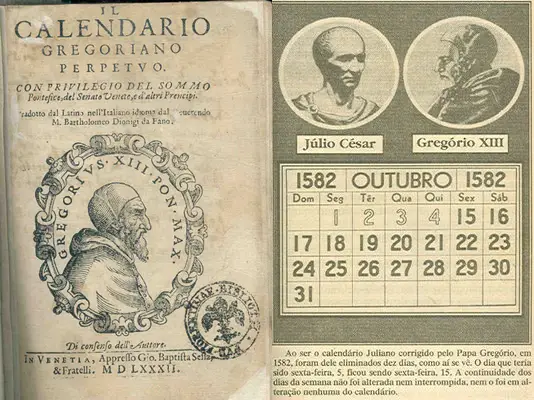 IL
CALENDARIO
GREGORIANO
PERPETVO.
CON PRIVILEGIO DEL SOMMO
Pontefice, del Senato Veneto, e d'altri Prencipi.
Tradotto dal Latino nell'Italiano idioma dal
M. Bartholomeo Dionigi da Fano.
GREGORIVS. XIII. PON. MAX.
Di consenso dell'Auttore.
IN VENETIA, Appresso Gio. Baptista Sessa,
& Fratelli. M D LXXXII.
Júlio César Gregório XIII
1582 OUTUBRO 1582
Dom Seg Têr Qua Qui Sex Sáb
1 2 3 4 15 16
17 18 19 20 21 22 23
24 25 26 27 28 29 30
31
Ao ser o calendário Juliano corrigido pelo Papa Gregório, em
1582, foram dele eliminados dez dias, como aí se vê. O dia que teria
sido sexta-feira, 5, ficou sendo sexta-feira, 15. A continuidade dos
dias da semana não foi alterada nem interrompida, nem o foi em al-
teração nenhuma do calendário.